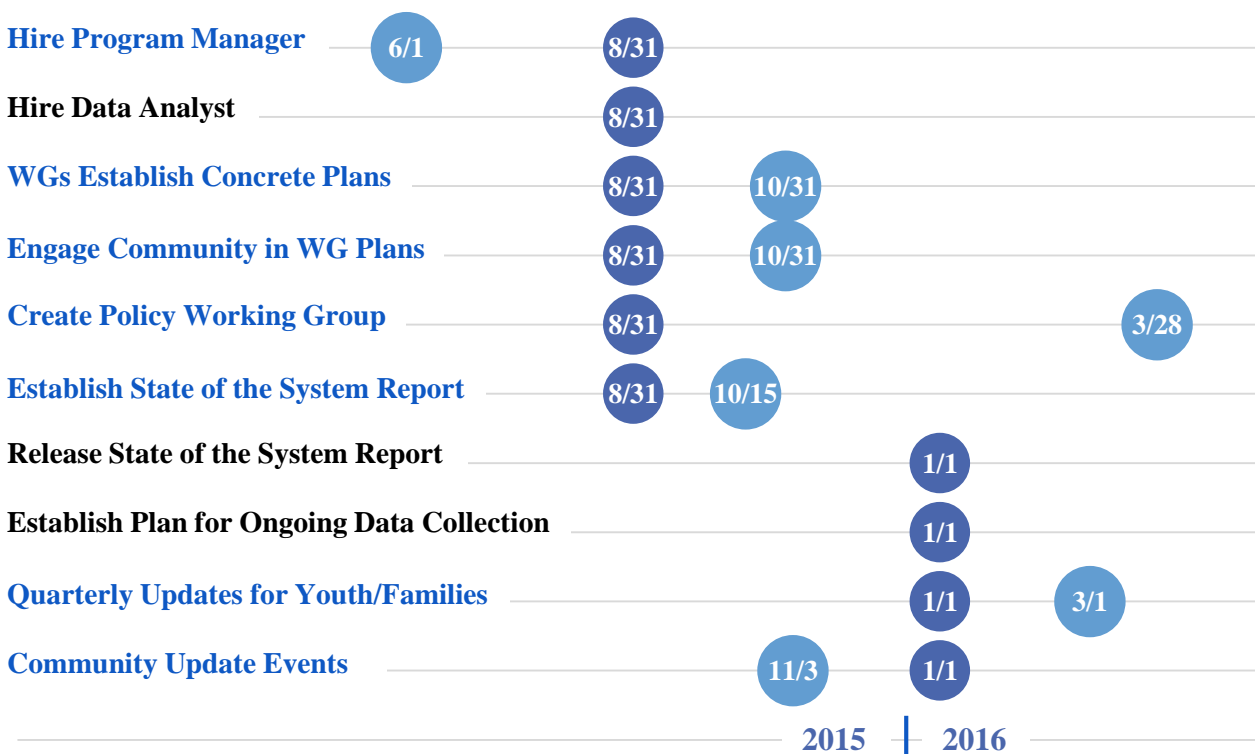 Hire Program Manager 6/1 8/31
Hire Data Analyst 8/31
WGs Establish Concrete Plans 8/31 10/31
Engage Community in WG Plans 8/31 10/31
Create Policy Working Group 8/31 3/28
Establish State of the System Report 8/31 10/15
Release State of the System Report 1/1
Establish Plan for Ongoing Data Collection 1/1
Quarterly Updates for Youth/Families 1/1 3/1
Community Update Events 11/3 1/1
2015 2016